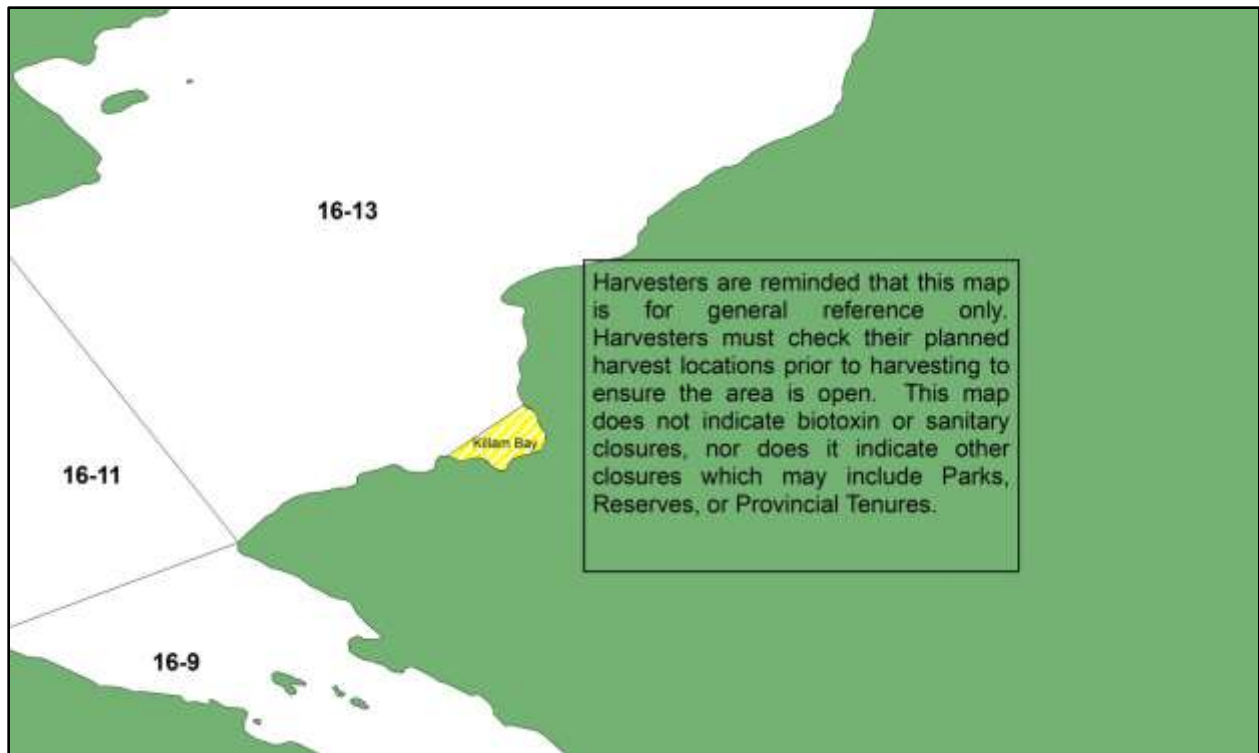 16-13
Harvesters are reminded that this map
is for general reference only.
Harvesters must check their planned
harvest locations prior to harvesting to
ensure the area is open. This map
does not indicate biotoxin or sanitary
closures, nor does it indicate other
closures which may include Parks,
Reserves, or Provincial Tenures.
Killam Bay
16-11
16-9